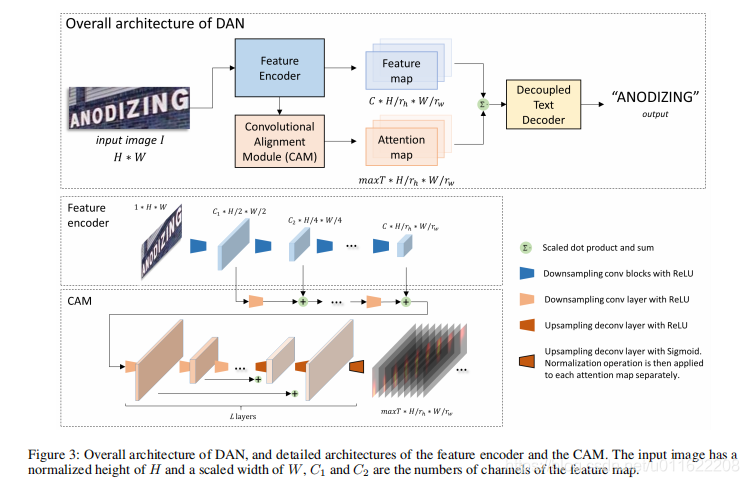 Overall architecture of DAN
ANODIZING
input image I
H * W
Feature
Encoder
Convolutional
Alignment
Module (CAM)
Feature
map
C * H/r_h * W/r_w
Attention
map
maxT * H/r_h * W/r_w
Σ
Decoupled
Text
Decoder
“ANODIZING”
output
Feature
encoder
1 * H * W
ANODIZING
C_1 * H/2 * W/2
C_2 * H/4 * W/4
...
C * H/r_h * W/r_w
CAM
+ ... +
...
+
+
L layers
...
maxT * H/r_h * W/r_w
Σ Scaled dot product and sum
Downsampling conv blocks with ReLU
Downsampling conv layer with ReLU
Upsampling deconv layer with ReLU
Upsampling deconv layer with Sigmoid.
Normalization operation is then applied
to each attention map separately.
Figure 3: Overall architecture of DAN, and detailed architectures of the feature encoder and the CAM. The input image has a
normalized height of H and a scaled width of W, C_1 and C_2 are the numbers of channels of the feature map.